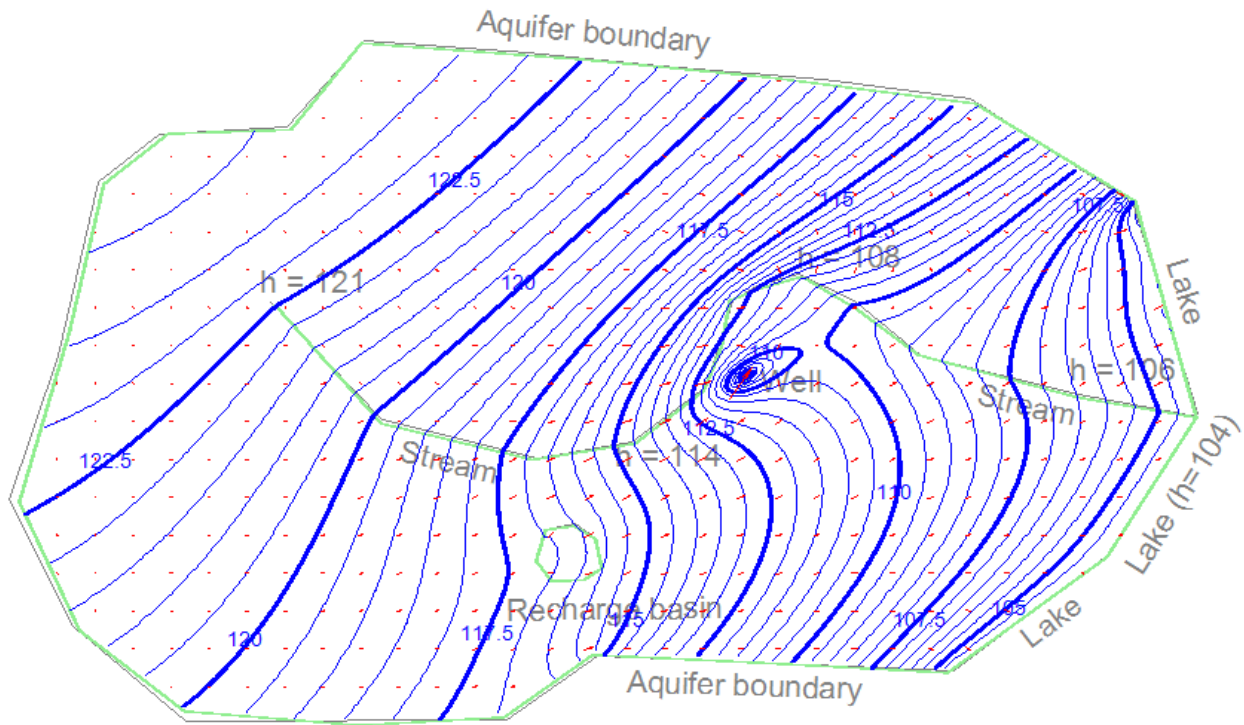 Aquifer boundary
122.5
115
107.5
117.5
112.5
h = 108
h = 121
120
Lake
110
Well
h = 106
Stream
112.5
h = 114
Stream
122.5
110
Lake (h=104)
Recharge basin
115
107.5
105
Lake
120
117.5
Aquifer boundary